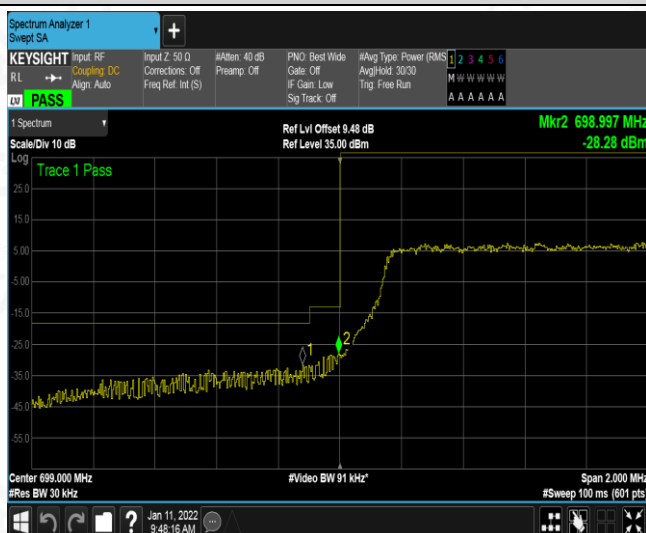 Spectrum Analyzer 1
Swept SA
+
KEYSIGHT Input: RF Input Z: 50 Ω #Atten: 40 dB PNO: Best Wide #Avg Type: Power (RMS 1 2 3 4 5 6
RL Coupling: DC Corrections: Off Preamp: Off Gate: Off Avg|Hold: 30/30 M W W W W W
Align: Auto Freq Ref: Int (S) IF Gain: Low Trig: Free Run
LXI PASS Sig Track: Off A A A A A A
1 Spectrum Ref Lvl Offset 9.48 dB Mkr2 698.997 MHz
Scale/Div 10 dB Ref Level 35.00 dBm -28.28 dBm
Log
Trace 1 Pass
25.0
15.0
5.00
-5.00
-15.0
-25.0
1
2
-35.0
-45.0
-55.0
Center 699.000 MHz #Video BW 91 kHz* Span 2.000 MHz
#Res BW 30 kHz #Sweep 100 ms (601 pts)
? Jan 11, 2022
9:48:16 AM